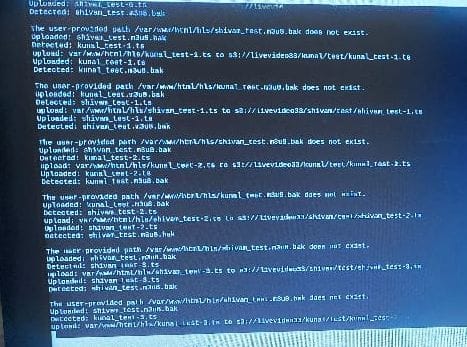 Uploaded: shivam_test-0.ts
Detected: shivam_test.m3u8.bak
The user-provided path /var/www/html/hls/shivam_test.m3u8.bak does not exist.
Uploaded: shivam_test.m3u8.bak
Detected: kunal_test-1.ts
upload: var/www/html/hls/kunal_test-1.ts to s3://livevideo33/kunal/test/kunal_test-1.ts
Uploaded: kunal_test-1.ts
Detected: kunal_test.m3u8.bak
The user-provided path /var/www/html/hls/kunal_test.m3u8.bak does not exist.
Uploaded: kunal_test.m3u8.bak
Detected: shivam_test-1.ts
upload: var/www/html/hls/shivam_test-1.ts to s3://livevideo33/shivam/test/shivam_test-1.ts
Uploaded: shivam_test-1.ts
Detected: shivam_test.m3u8.bak
The user-provided path /var/www/html/hls/shivam_test.m3u8.bak does not exist.
Uploaded: shivam_test.m3u8.bak
Detected: kunal_test-2.ts
upload: var/www/html/hls/kunal_test-2.ts to s3://livevideo33/kunal/test/kunal_test-2.ts
Uploaded: kunal_test-2.ts
Detected: kunal_test.m3u8.bak
The user-provided path /var/www/html/hls/kunal_test.m3u8.bak does not exist.
Uploaded: kunal_test.m3u8.bak
Detected: shivam_test-2.ts
upload: var/www/html/hls/shivam_test-2.ts to s3://livevideo33/shivam/test/shivam_test-2.ts
Uploaded: shivam_test-2.ts
Detected: shivam_test.m3u8.bak
The user-provided path /var/www/html/hls/shivam_test.m3u8.bak does not exist.
Uploaded: shivam_test.m3u8.bak
Detected: shivam_test-3.ts
upload: var/www/html/hls/shivam_test-3.ts to s3://livevideo33/shivam/test/shivam_test-3.ts
Uploaded: shivam_test-3.ts
Detected: shivam_test.m3u8.bak
The user-provided path /var/www/html/hls/shivam_test.m3u8.bak does not exist.
Uploaded: shivam_test.m3u8.bak
Detected: kunal_test-3.ts
upload: var/www/html/hls/kunal_test-3.ts to s3://livevideo33/kunal/test/kunal_test-3.ts